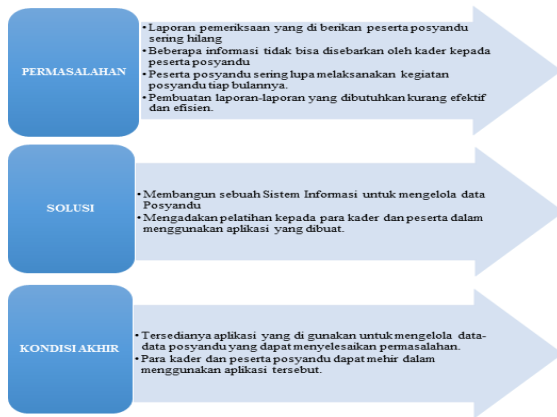 PERMASALAHAN
• Laporan pemeriksaan yang di berikan peserta posyandu
sering hilang
• Beberapa informasi tidak bisa disebarkan oleh kader kepada
peserta posyandu
• Peserta posyandu sering lupa melaksanakan kegiatan
posyandu tiap bulannya.
• Pembuatan laporan-laporan yang dibutuhkan kurang efektif
dan efisien.
SOLUSI
• Membangun sebuah Sistem Informasi untuk mengelola data
Posyandu
• Mengadakan pelatihan kepada para kader dan peserta dalam
menggunakan aplikasi yang dibuat.
KONDISI AKHIR
• Tersedianya aplikasi yang di gunakan untuk mengelola data-
data posyandu yang dapat menyelesaikan permasalahan.
• Para kader dan peserta posyandu dapat mehir dalam
menggunakan aplikasi tersebut.